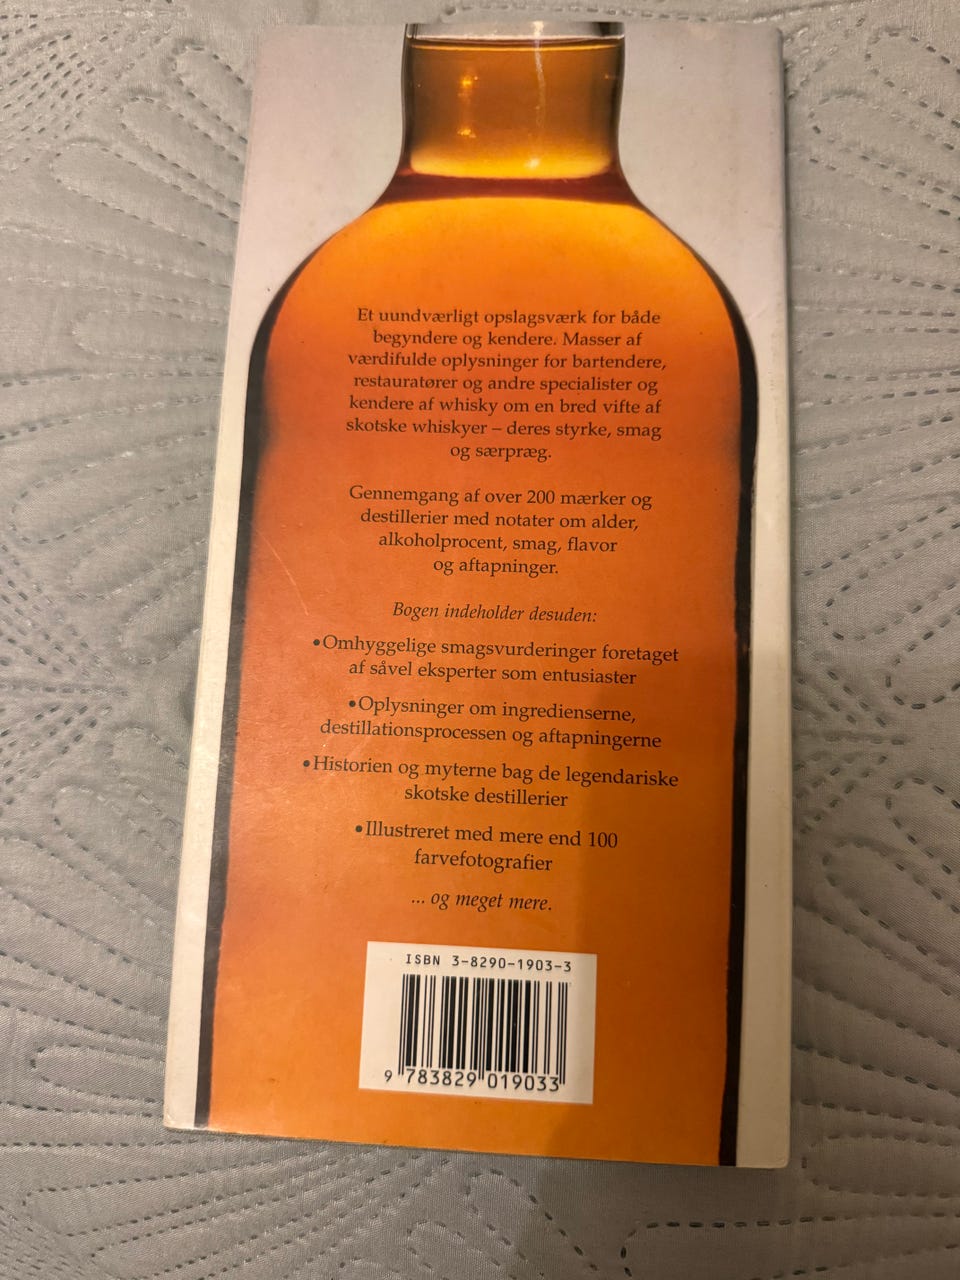 Et uundværligt opslagsværk for både
begyndere og kendere. Masser af
værdifulde oplysninger for bartendere,
restauratører og andre specialister og
kendere af whisky om en bred vifte af
skotske whiskyer – deres styrke, smag
og særpræg.
Gennemgang af over 200 mærker og
destillerier med notater om alder,
alkoholprocent, smag, flavor
og aftapninger.
Bogen indeholder desuden:
•Omhyggelige smagsvurderinger foretaget
af såvel eksperter som entusiaster
•Oplysninger om ingredienserne,
destillationsprocessen og aftapningerne
•Historien og myterne bag de legendariske
skotske destillerier
•Illustreret med mere end 100
farvefotografier
... og meget mere.
ISBN 3-8290-1903-3
9 783829 019033